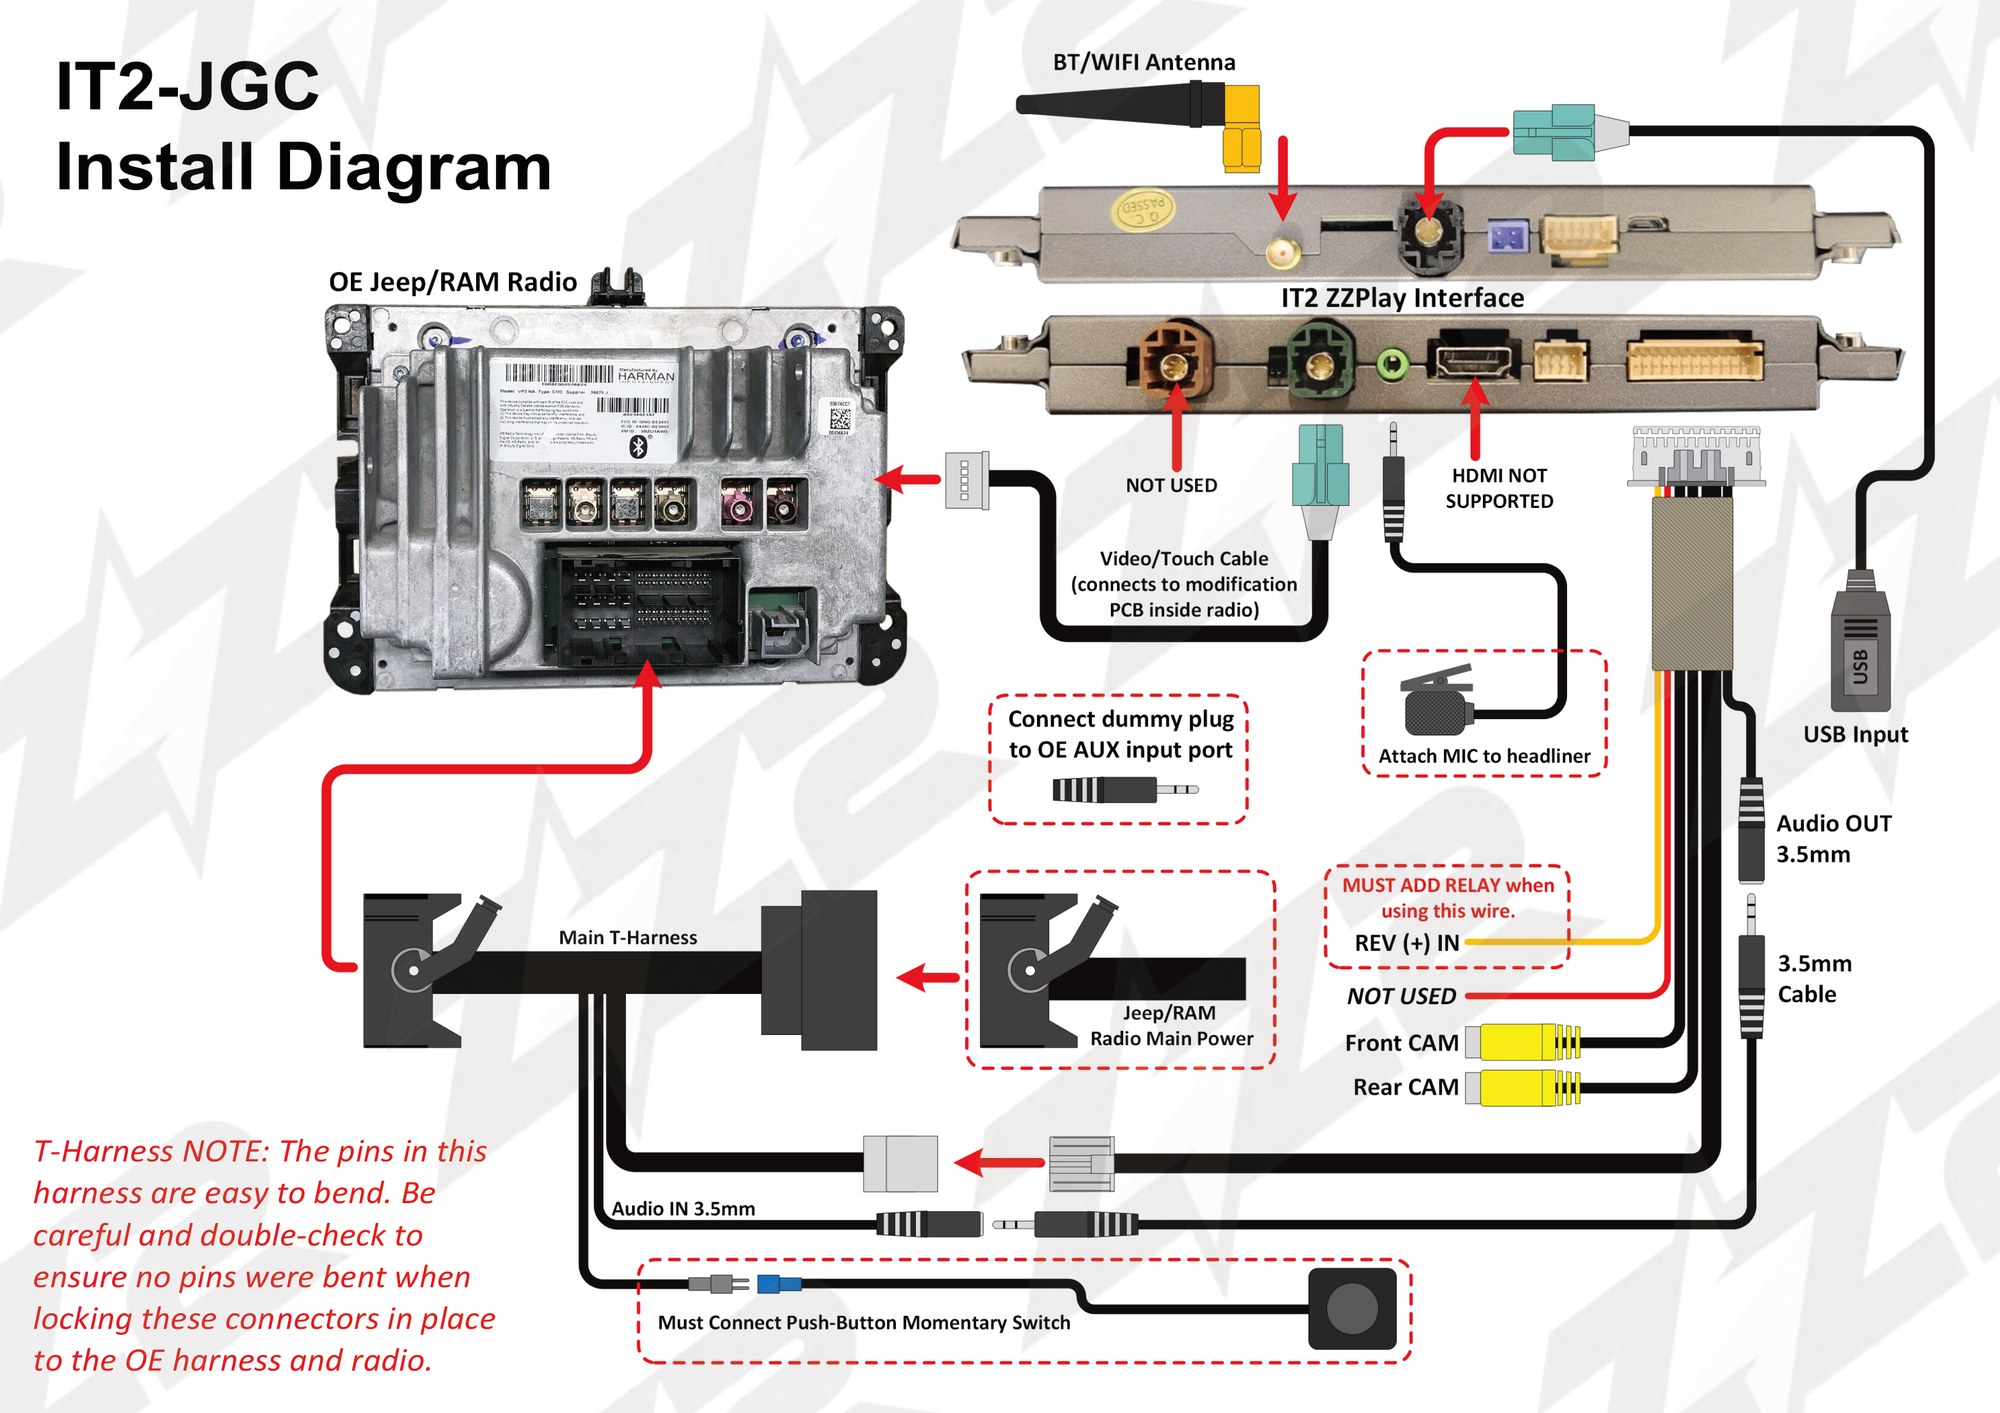 IT2-JGC
Install Diagram
BT/WIFI Antenna
Q.C
PASSED
OE Jeep/RAM Radio
IT2 ZZPlay Interface
Manufactured by
HARMAN
NOT USED
HDMI NOT
SUPPORTED
Video/Touch Cable
(connects to modification
PCB inside radio)
USB
USB Input
Connect dummy plug
to OE AUX input port
Attach MIC to headliner
Audio OUT
3.5mm
MUST ADD RELAY when
using this wire.
REV (+) IN
NOT USED
3.5mm
Cable
Front CAM
Rear CAM
Main T-Harness
Jeep/RAM
Radio Main Power
Audio IN 3.5mm
Must Connect Push-Button Momentary Switch
T-Harness NOTE: The pins in this
harness are easy to bend. Be
careful and double-check to
ensure no pins were bent when
locking these connectors in place
to the OE harness and radio.